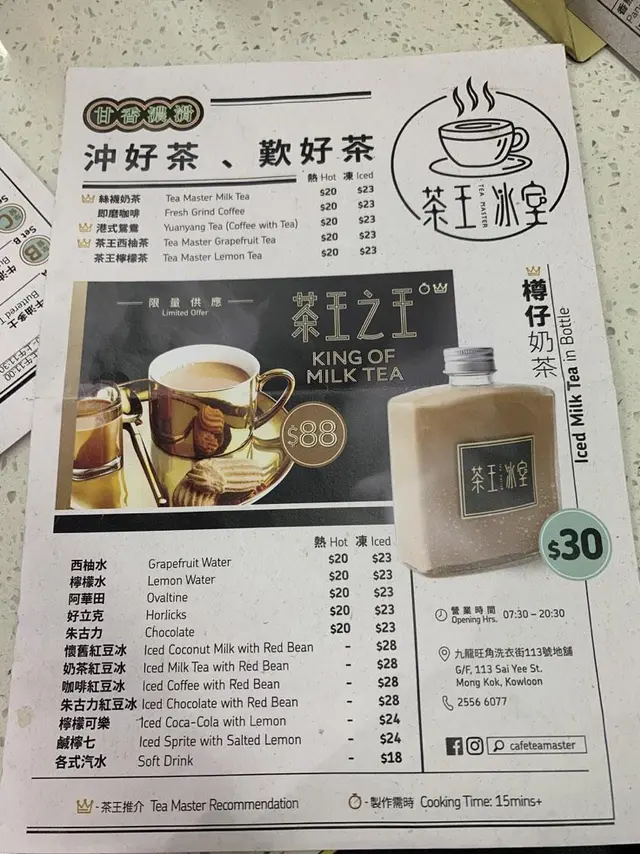 甘香濃滑
沖好茶、歎好茶
熱 Hot 凍 Iced
絲襪奶茶 Tea Master Milk Tea $20 $23
即磨咖啡 Fresh Grind Coffee $20 $23
港式鴛鴦 Yuanyang Tea (Coffee with Tea) $20 $23
茶王西柚茶 Tea Master Grapefruit Tea $20 $23
茶王檸檬茶 Tea Master Lemon Tea $20 $23
茶王冰室
TEA MASTER
限量供應
Limited Offer
茶王之王
KING OF
MILK TEA
$88
樽仔奶茶
Iced Milk Tea in Bottle
茶王冰室
$30
熱 Hot 凍 Iced
西柚水 Grapefruit Water $20 $23
檸檬水 Lemon Water $20 $23
阿華田 Ovaltine $20 $23
好立克 Horlicks $20 $23
朱古力 Chocolate $20 $23
懷舊紅豆冰 Iced Coconut Milk with Red Bean - $28
奶茶紅豆冰 Iced Milk Tea with Red Bean - $28
咖啡紅豆冰 Iced Coffee with Red Bean - $28
朱古力紅豆冰 Iced Chocolate with Red Bean - $28
檸檬可樂 Iced Coca-Cola with Lemon - $24
鹹檸七 Iced Sprite with Salted Lemon - $24
各式汽水 Soft Drink - $18
營業時間
Opening Hrs. 07:30 – 20:30
九龍旺角洗衣街113號地舖
G/F, 113 Sai Yee St.
Mong Kok, Kowloon
2556 6077
cafeteamaster
- 茶王推介 Tea Master Recommendation
- 製作需時 Cooking Time: 15mins+
Set B
牛油多士
Buttered